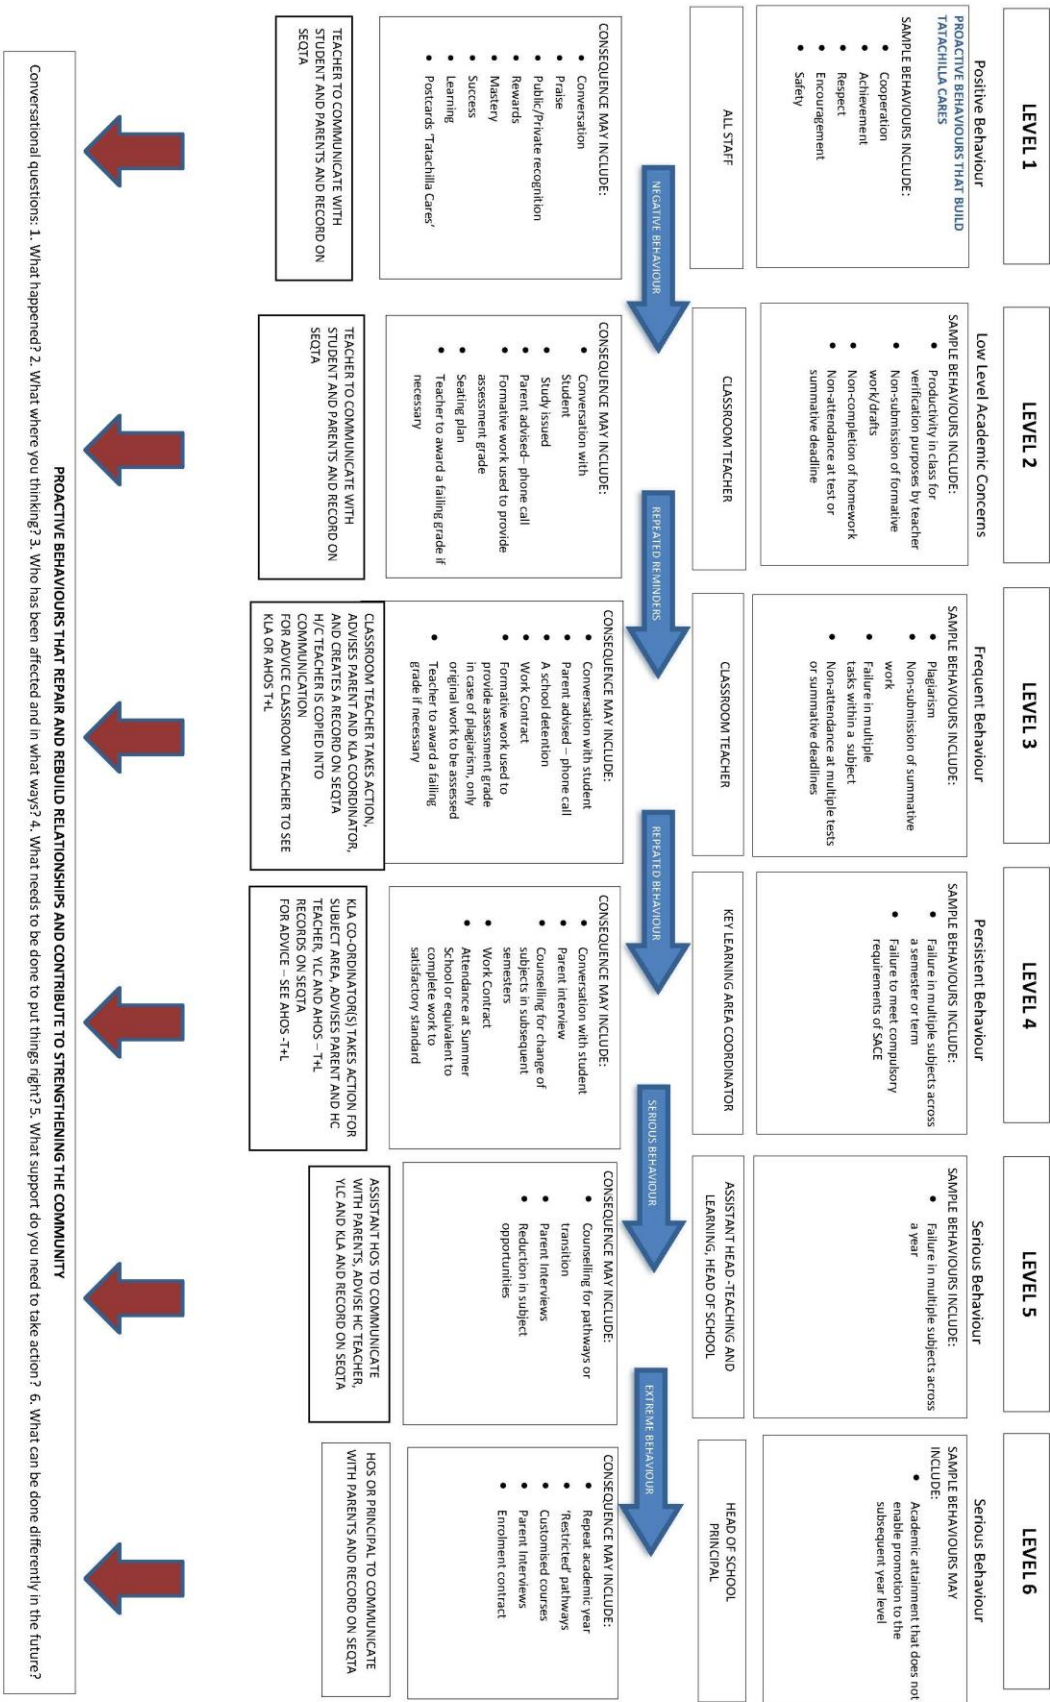 LEVEL 1
Positive Behaviour
PROACTIVE BEHAVIOURS THAT BUILD
TATACHILLA CARES
SAMPLE BEHAVIOURS INCLUDE:
• Cooperation
• Achievement
• Respect
• Encouragement
• Safety
ALL STAFF
NEGATIVE BEHAVIOUR
CONSEQUENCE MAY INCLUDE:
• Conversation
• Praise
• Public/Private recognition
• Rewards
• Mastery
• Success
• Learning
• Postcards 'Tatachilla Cares'
TEACHER TO COMMUNICATE WITH
STUDENT AND PARENTS AND RECORD ON
SEQTA
LEVEL 2
Low Level Academic Concerns
SAMPLE BEHAVIOURS INCLUDE:
• Productivity in class for
verification purposes by teacher
• Non-submission of formative
work/drafts
• Non-completion of homework
• Non-attendance at test or
summative deadline
CLASSROOM TEACHER
REPEATED REMINDERS
CONSEQUENCE MAY INCLUDE:
• Conversation with
Student
• Study issued
• Parent advised– phone call
• Formative work used to provide
assessment grade
• Seating plan
• Teacher to award a failing grade if
necessary
TEACHER TO COMMUNICATE WITH
STUDENT AND PARENTS AND RECORD ON
SEQTA
LEVEL 3
Frequent Behaviour
SAMPLE BEHAVIOURS INCLUDE:
• Plagiarism
• Non-submission of summative
work
• Failure in multiple
tasks within a subject
• Non-attendance at multiple tests
or summative deadlines
CLASSROOM TEACHER
REPEATED BEHAVIOUR
CONSEQUENCE MAY INCLUDE:
• Conversation with student
• Parent advised – phone call
• A school detention
• Work Contract
• Formative work used to
provide assessment grade
in case of plagiarism, only
original work to be assessed
• Teacher to award a failing
grade if necessary
CLASSROOM TEACHER TAKES ACTION,
ADVISES PARENT AND KLA COORDINATOR,
AND CREATES A RECORD ON SEQTA
H/C TEACHER IS COPIED INTO
COMMUNICATION
FOR ADVICE CLASSROOM TEACHER TO SEE
KLA OR AHOS T+L
LEVEL 4
Persistent Behaviour
SAMPLE BEHAVIOURS INCLUDE:
• Failure in multiple subjects across
a semester or term
• Failure to meet compulsory
requirements of SACE
KEY LEARNING AREA COORDINATOR
SERIOUS BEHAVIOUR
CONSEQUENCE MAY INCLUDE:
• Conversation with student
• Parent interview
• Counselling for change of
subjects in subsequent
semesters
• Work Contract
• Attendance at Summer
School or equivalent to
complete work to
satisfactory standard
KLA CO-ORDINATOR(S) TAKES ACTION FOR
SUBJECT AREA, ADVISES PARENT AND HC
TEACHER, YLC AND AHOS – T+L
RECORDS ON SEQTA
FOR ADVICE – SEE AHOS -T+L
LEVEL 5
Serious Behaviour
SAMPLE BEHAVIOURS INCLUDE:
• Failure in multiple subjects across
a year
ASSISTANT HEAD -TEACHING AND
LEARNING, HEAD OF SCHOOL
EXTREME BEHAVIOUR
CONSEQUENCE MAY INCLUDE:
• Counselling for pathways or
transition
• Parent Interviews
• Reduction in subject
opportunities
ASSISTANT HOS TO COMMUNICATE
WITH PARENTS, ADVISE HC TEACHER,
YLC AND KLA AND RECORD ON SEQTA
LEVEL 6
Serious Behaviour
SAMPLE BEHAVIOURS MAY
INCLUDE:
• Academic attainment that does not
enable promotion to the
subsequent year level
HEAD OF SCHOOL
PRINCIPAL
CONSEQUENCE MAY INCLUDE:
• Repeat academic year
• 'Restricted' pathways
• Customised courses
• Parent Interviews
• Enrolment contract
HOS OR PRINCIPAL TO COMMUNICATE
WITH PARENTS AND RECORD ON SEQTA
PROACTIVE BEHAVIOURS THAT REPAIR AND REBUILD RELATIONSHIPS AND CONTRIBUTE TO STRENGTHENING THE COMMUNITY
Conversational questions: 1. What happened? 2. What where you thinking? 3. Who has been affected and in what ways? 4. What needs to be done to put things right? 5. What support do you need to take action? 6. What can be done differently in the future?